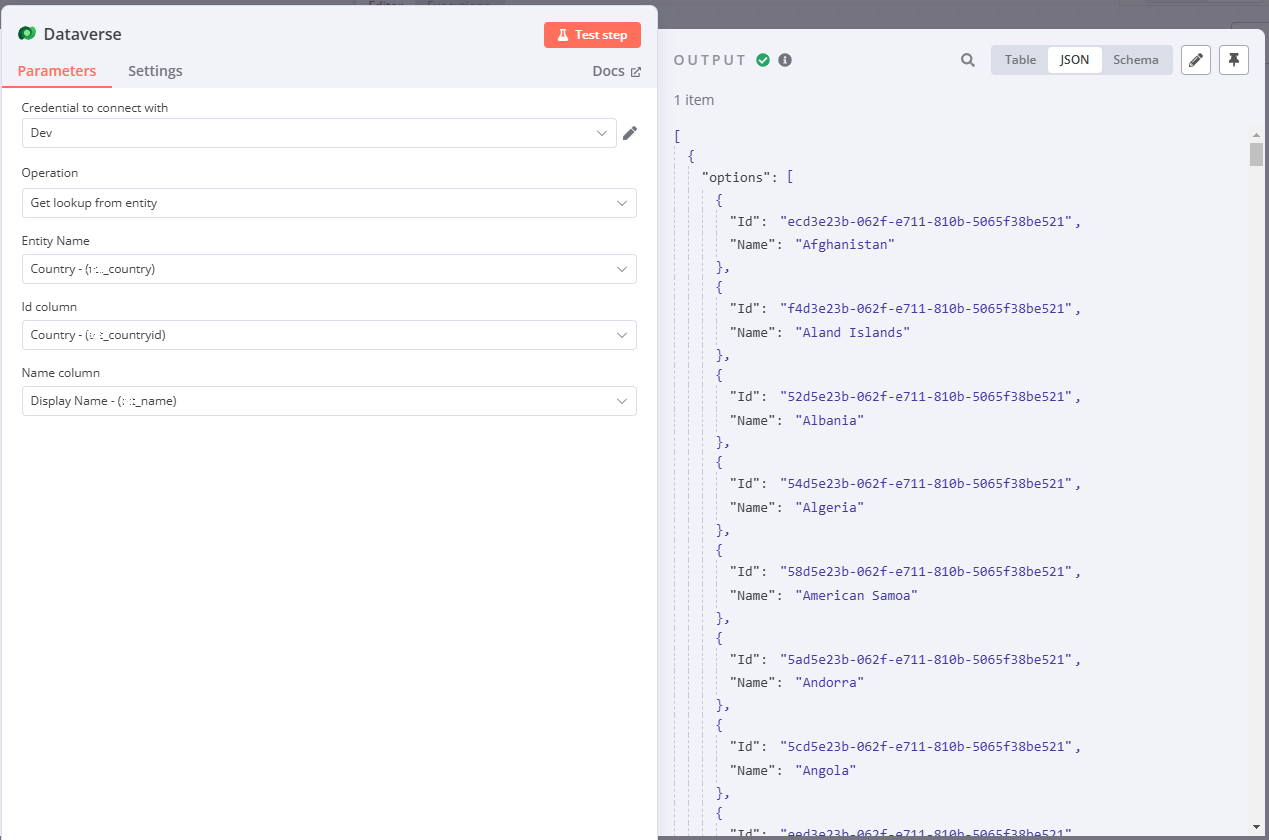 Dataverse
Test step
Parameters
Settings
Docs
Credential to connect with
Dev
Operation
Get lookup from entity
Entity Name
Country - (_country)
Id column
Country - (_countryid)
Name column
Display Name - (_name)
OUTPUT
Table
JSON
Schema
1 item
[
{
"options": [
{
"Id": "ecd3e23b-062f-e711-810b-5065f38be521",
"Name": "Afghanistan"
},
{
"Id": "f4d3e23b-062f-e711-810b-5065f38be521",
"Name": "Aland Islands"
},
{
"Id": "52d5e23b-062f-e711-810b-5065f38be521",
"Name": "Albania"
},
{
"Id": "54d5e23b-062f-e711-810b-5065f38be521",
"Name": "Algeria"
},
{
"Id": "58d5e23b-062f-e711-810b-5065f38be521",
"Name": "American Samoa"
},
{
"Id": "5ad5e23b-062f-e711-810b-5065f38be521",
"Name": "Andorra"
},
{
"Id": "5cd5e23b-062f-e711-810b-5065f38be521",
"Name": "Angola"
},
{
"Id": "eed3e23b-062f-e711-810b-5065f38be521",